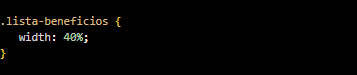 .lista-beneficios {
   width: 40%;
}